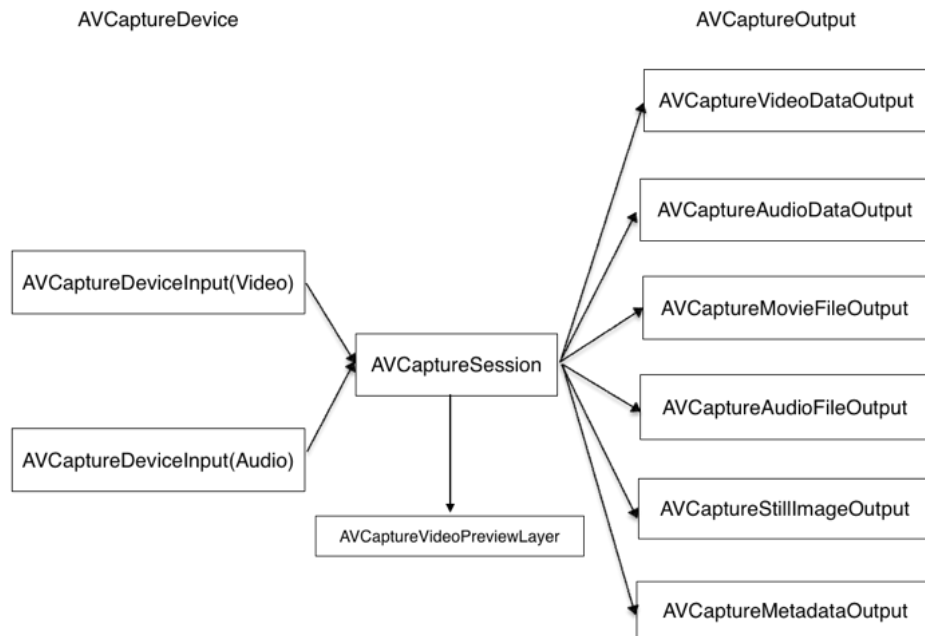 AVCaptureDevice
AVCaptureOutput
AVCaptureVideoDataOutput
AVCaptureAudioDataOutput
AVCaptureDeviceInput(Video)
AVCaptureMovieFileOutput
AVCaptureSession
AVCaptureAudioFileOutput
AVCaptureDeviceInput(Audio)
AVCaptureStillImageOutput
AVCaptureVideoPreviewLayer
AVCaptureMetadataOutput